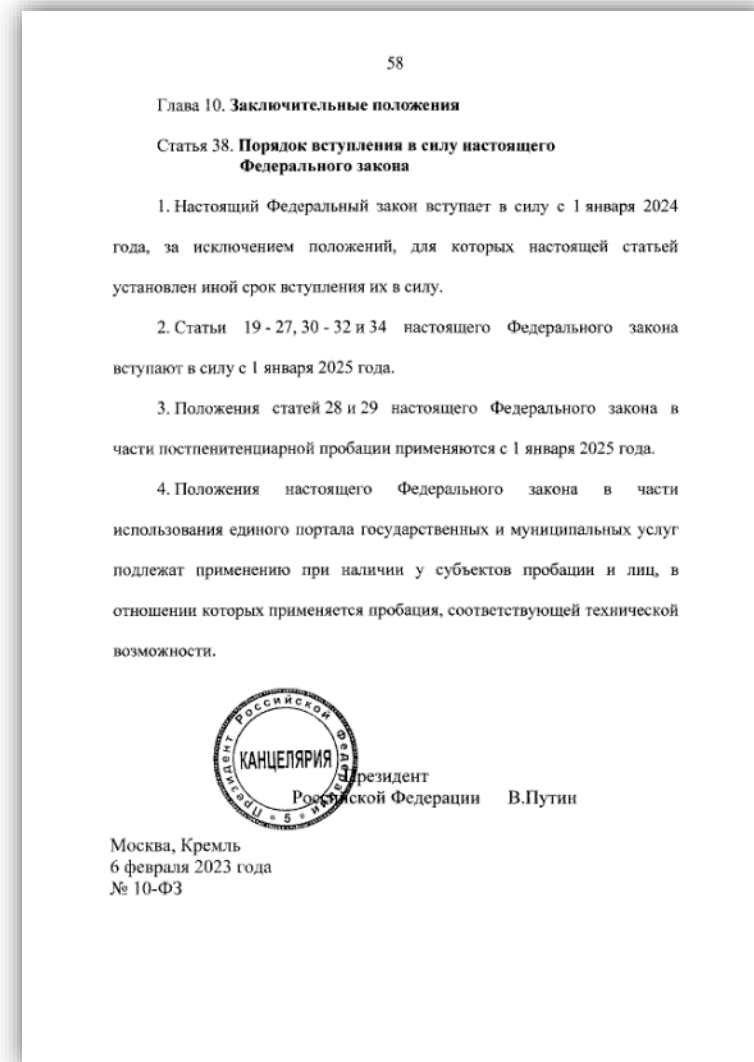 58
Глава 10. Заключительные положения
Статья 38. Порядок вступления в силу настоящего
Федерального закона
1. Настоящий Федеральный закон вступает в силу с 1 января 2024
года, за исключением положений, для которых настоящей статьей
установлен иной срок вступления их в силу.
2. Статьи 19 - 27, 30 - 32 и 34 настоящего Федерального закона
вступают в силу с 1 января 2025 года.
3. Положения статей 28 и 29 настоящего Федерального закона в
части постпенитенциарной пробации применяются с 1 января 2025 года.
4. Положения настоящего Федерального закона в части
использования единого портала государственных и муниципальных услуг
подлежат применению при наличии у субъектов пробации и лиц, в
отношении которых применяется пробация, соответствующей технической
возможности.
Президент Российской Федерации
КАНЦЕЛЯРИЯ
* 5 *
Президент
Российской Федерации В.Путин
Москва, Кремль
6 февраля 2023 года
№ 10-ФЗ